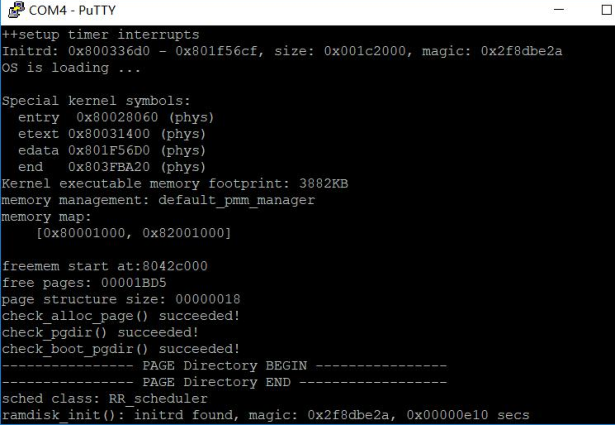 COM4 - PuTTY
++setup timer interrupts
Initrd: 0x800336d0 - 0x801f56cf, size: 0x001c2000, magic: 0x2f8dbe2a
OS is loading ...
Special kernel symbols:
  entry  0x80028060 (phys)
  etext 0x80031400 (phys)
  edata 0x801F56D0 (phys)
  end   0x803FBA20 (phys)
Kernel executable memory footprint: 3882KB
memory management: default_pmm_manager
memory map:
    [0x80001000, 0x82001000]
freemem start at:8042c000
free pages: 00001BD5
page structure size: 00000018
check_alloc_page() succeeded!
check_pgdir() succeeded!
check_boot_pgdir() succeeded!
---------------- PAGE Directory BEGIN ----------------
---------------- PAGE Directory END ------------------
sched class: RR_scheduler
ramdisk_init(): initrd found, magic: 0x2f8dbe2a, 0x00000e10 secs